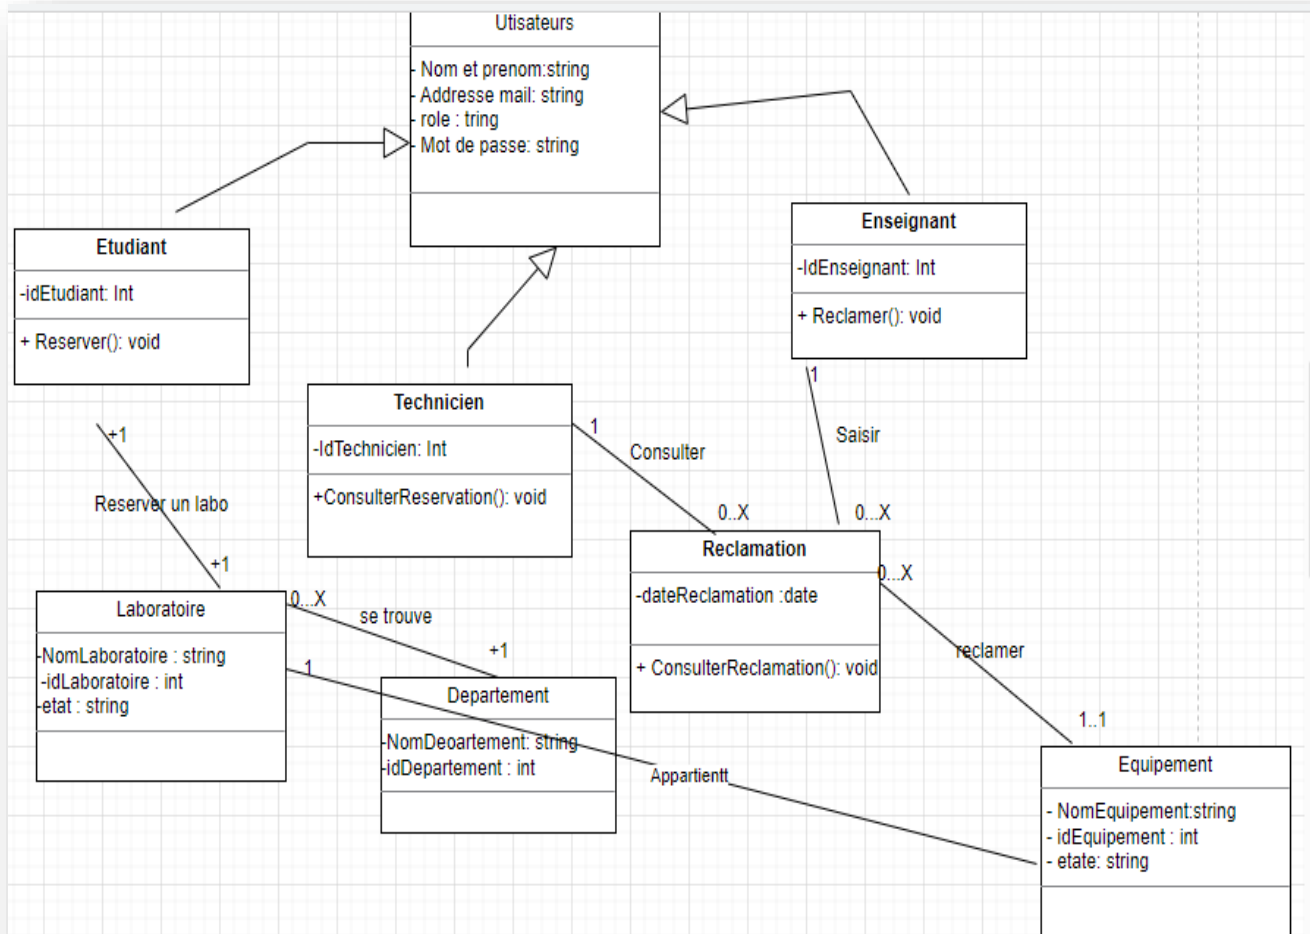 Utisateurs
- Nom et prenom:string
- Addresse mail: string
- role : tring
- Mot de passe: string
Etudiant
-idEtudiant: Int
+ Reserver(): void
Enseignant
-IdEnseignant: Int
+ Reclamer(): void
Technicien
-IdTechnicien: Int
+ConsulterReservation(): void
1
Consulter
0..X
1
Saisir
0...X
+1
Reserver un labo
+1
Reclamation
-dateReclamation :date
+ ConsulterReclamation(): void
0...X
reclamer
1..1
Laboratoire
-NomLaboratoire : string
-idLaboratoire : int
-etat : string
0...X
se trouve
+1
1
Departement
-NomDeoartement: string
-idDepartement : int
Appartientt
Equipement
- NomEquipement:string
- idEquipement : int
- etate: string